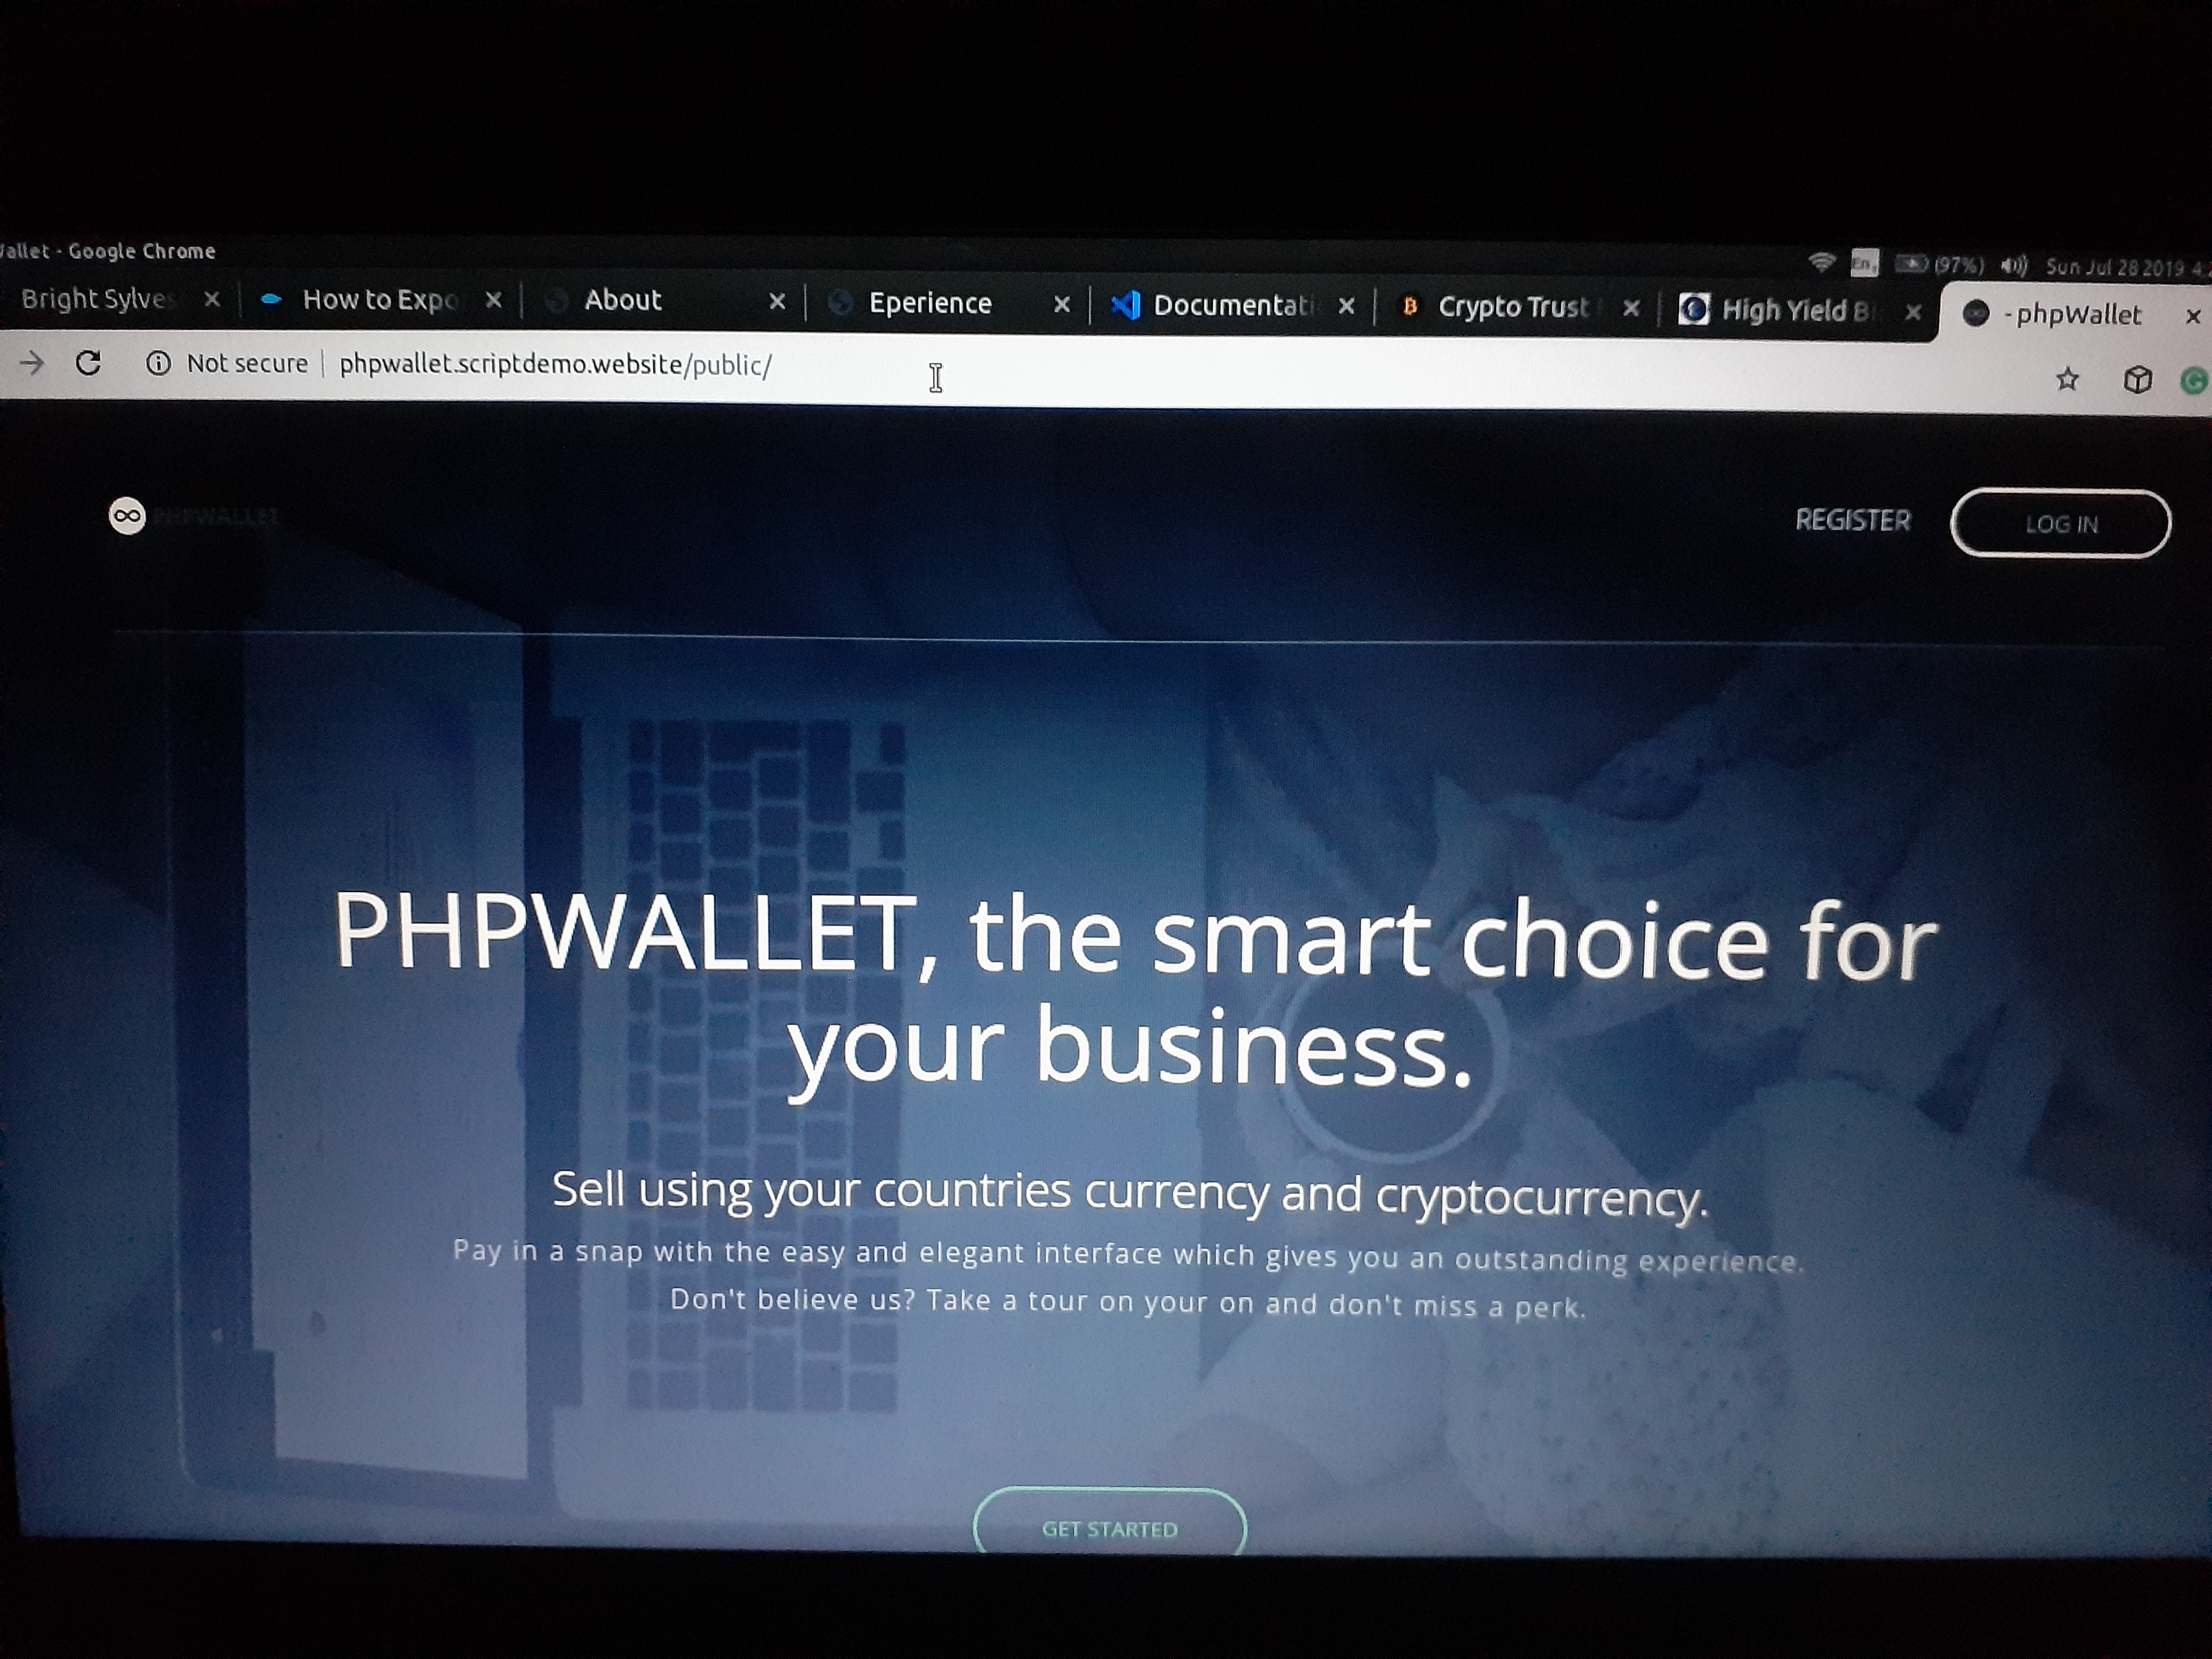 allet - Google Chrome
En (97%) Sun Jul 28 2019 4:
Bright Sylves
How to Expo
About
Eperience
Documentati
Crypto Trust
High Yield B
- phpWallet
Not secure
phpwallet.scriptdemo.website/public/
PHPWALLET
REGISTER
LOG IN
PHPWALLET, the smart choice for
your business.
Sell using your countries currency and cryptocurrency.
Pay in a snap with the easy and elegant interface which gives you an outstanding experience.
Don't believe us? Take a tour on your on and don't miss a perk.
GET STARTED